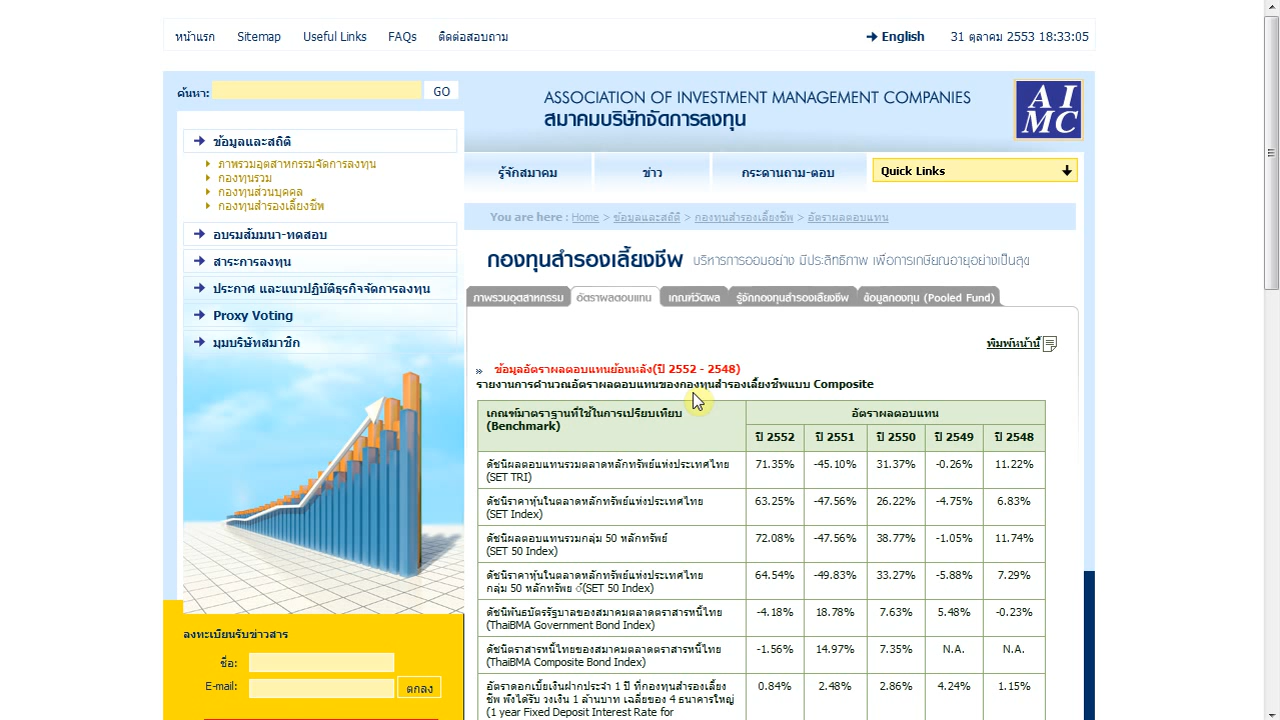 หน้าแรก Sitemap Useful Links FAQs ติดต่อสอบถาม
English 31 ตุลาคม 2553 18:33:05
ค้นหา: GO
ASSOCIATION OF INVESTMENT MANAGEMENT COMPANIES
สมาคมบริษัทจัดการลงทุน
AI
MC
ข้อมูลและสถิติ
ภาพรวมอุตสาหกรรมจัดการลงทุน
กองทุนรวม
กองทุนส่วนบุคคล
กองทุนสำรองเลี้ยงชีพ
อบรมสัมมนา-ทดสอบ
สาระการลงทุน
ประกาศ และแนวปฏิบัติธุรกิจจัดการลงทุน
Proxy Voting
มุมบริษัทสมาชิก
ลงทะเบียนรับข่าวสาร
ชื่อ:
E-mail: ตกลง
รู้จักสมาคม ข่าว กระดานถาม-ตอบ Quick Links
You are here : Home > ข้อมูลและสถิติ > กองทุนสำรองเลี้ยงชีพ > อัตราผลตอบแทน
กองทุนสำรองเลี้ยงชีพ บริหารการออมอย่าง มีประสิทธิภาพ เพื่อการเกษียณอายุอย่างเป็นสุข
ภาพรวมอุตสาหกรรม อัตราผลตอบแทน เกณฑ์วัดผล รู้จักกองทุนสำรองเลี้ยงชีพ ข้อมูลกองทุน (Pooled Fund)
พิมพ์หน้านี้
» ข้อมูลอัตราผลตอบแทนย้อนหลัง(ปี 2552 - 2548)
รายงานการคำนวณอัตราผลตอบแทนของกองทุนสำรองเลี้ยงชีพแบบ Composite
เกณฑ์มาตราฐานที่ใช้ในการเปรียบเทียบ อัตราผลตอบแทน
(Benchmark) ปี 2552 ปี 2551 ปี 2550 ปี 2549 ปี 2548
ดัชนีผลตอบแทนรวมตลาดหลักทรัพย์แห่งประเทศไทย 71.35% -45.10% 31.37% -0.26% 11.22%
(SET TRI)
ดัชนีราคาหุ้นในตลาดหลักทรัพย์แห่งประเทศไทย 63.25% -47.56% 26.22% -4.75% 6.83%
(SET Index)
ดัชนีผลตอบแทนรวมกลุ่ม 50 หลักทรัพย์ 72.08% -47.56% 38.77% -1.05% 11.74%
(SET 50 Index)
ดัชนีราคาหุ้นในตลาดหลักทรัพย์แห่งประเทศไทย 64.54% -49.83% 33.27% -5.88% 7.29%
กลุ่ม 50 หลักทรัพย ์(SET 50 Index)
ดัชนีพันธบัตรรัฐบาลของสมาคมตลาดตราสารหนี้ไทย -4.18% 18.78% 7.63% 5.48% -0.23%
(ThaiBMA Government Bond Index)
ดัชนีตราสารหนี้ไทยของสมาคมตลาดตราสารหนี้ไทย -1.56% 14.97% 7.35% N.A. N.A.
(ThaiBMA Composite Bond Index)
อัตราดอกเบี้ยเงินฝากประจำ 1 ปี ที่กองทุนสำรองเลี้ยง 0.84% 2.48% 2.86% 4.24% 1.15%
ชีพ พึงได้รับ วงเงิน 1 ล้านบาท เฉลี่ยของ 4 ธนาคารใหญ่
(1 year Fixed Deposit Interest Rate for